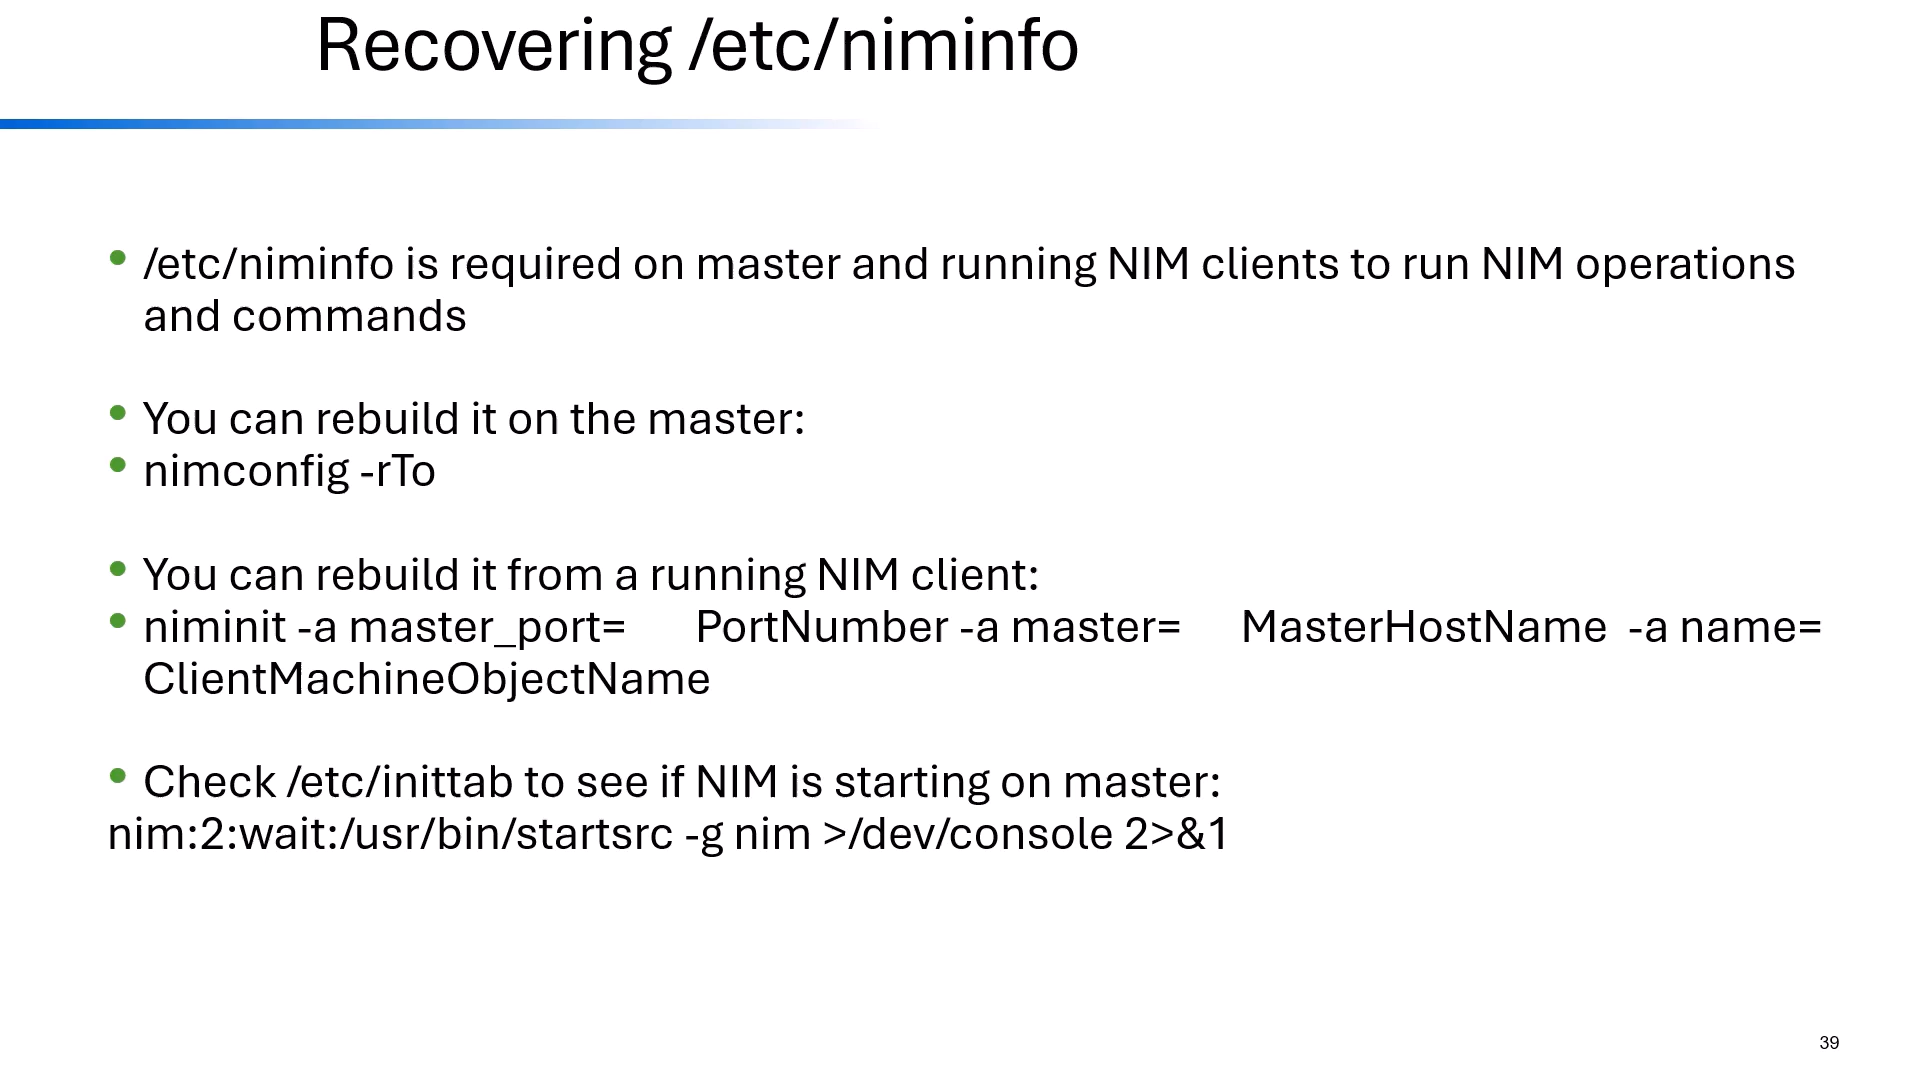 Recovering /etc/niminfo
• /etc/niminfo is required on master and running NIM clients to run NIM operations
and commands
• You can rebuild it on the master:
• nimconfig -rTo
• You can rebuild it from a running NIM client:
• niminit -a master_port= PortNumber -a master= MasterHostName -a name=
ClientMachineObjectName
• Check /etc/inittab to see if NIM is starting on master:
nim:2:wait:/usr/bin/startsrc -g nim >/dev/console 2>&1
39